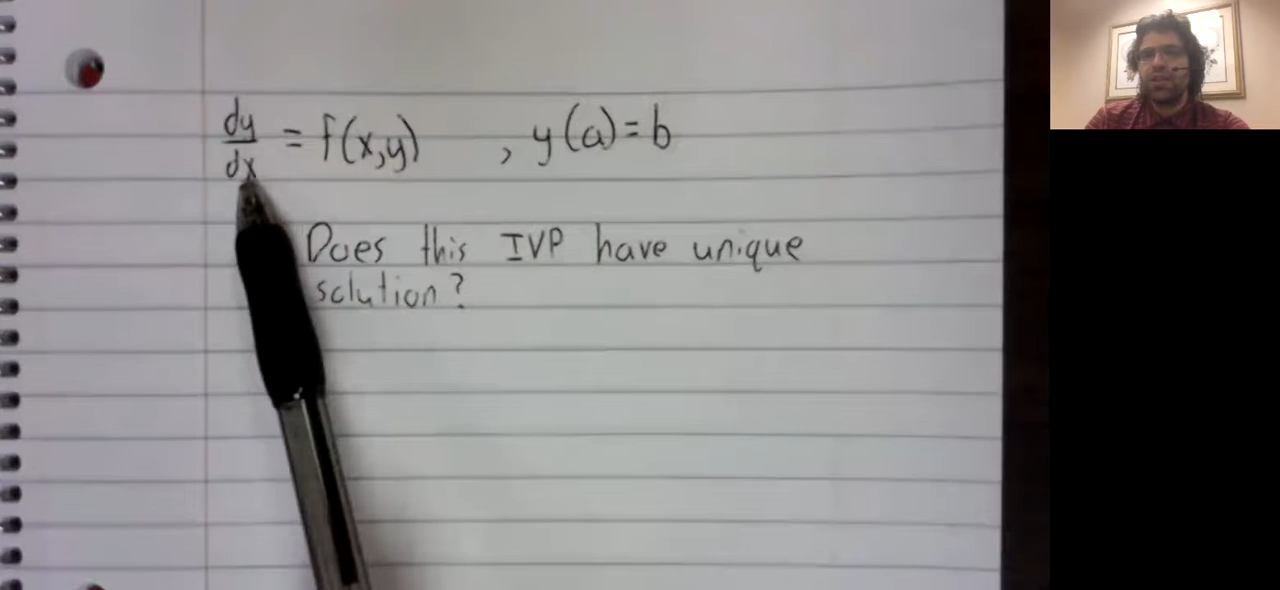 dy/dx = f(x,y) , y(a)=b
Does this IVP have unique
solution?